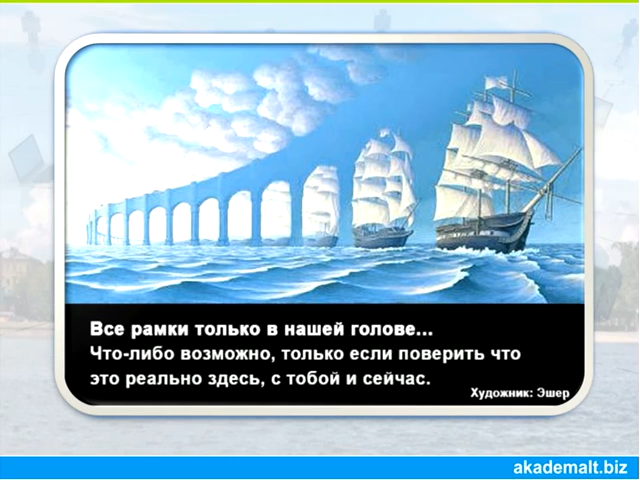 Все рамки только в нашей голове...
Что-либо возможно, только если поверить что
это реально здесь, с тобой и сейчас.
Художник: Эшер
akademalt.biz